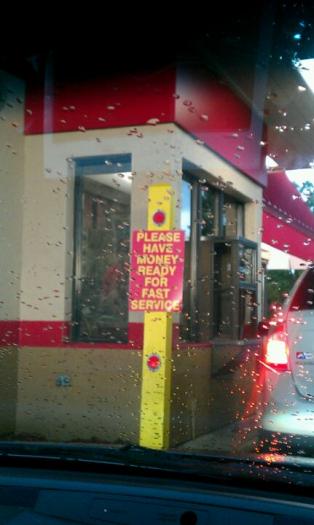 PLEASE
HAVE
MONEY
READY
FOR
FAST
SERVICE